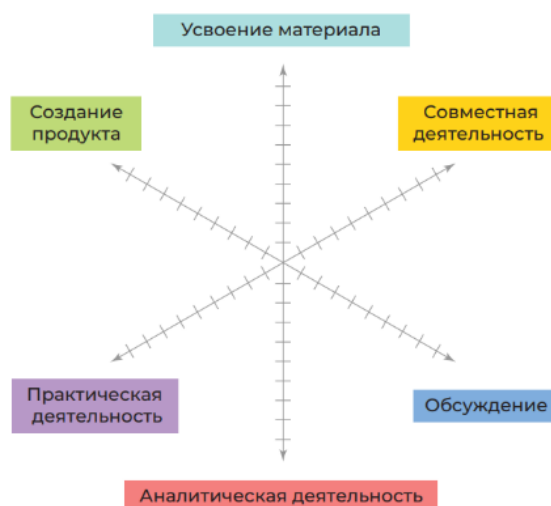 Усвоение материала
Создание
продукта
Совместная
деятельность
Практическая
деятельность
Обсуждение
Аналитическая деятельность